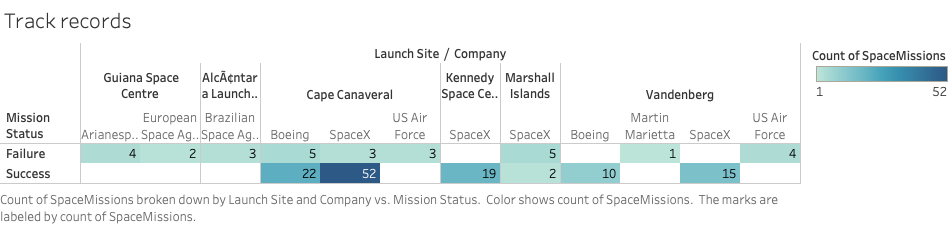 Track records
Launch Site / Company
Count of SpaceMissions
1 52
Guiana Space Centre
AlcÃ¢ntar a Launch..
Cape Canaveral
Kennedy Space Ce..
Marshall Islands
Vandenberg
Mission Status
Arianesp..
European Space Ag..
Brazilian Space Ag..
Boeing
SpaceX
US Air Force
SpaceX
SpaceX
Boeing
Martin Marietta
SpaceX
US Air Force
Failure 4 2 3 5 3 3 5 1 4
Success 22 52 19 2 10 15
Count of SpaceMissions broken down by Launch Site and Company vs. Mission Status. Color shows count of SpaceMissions. The marks are
labeled by count of SpaceMissions.